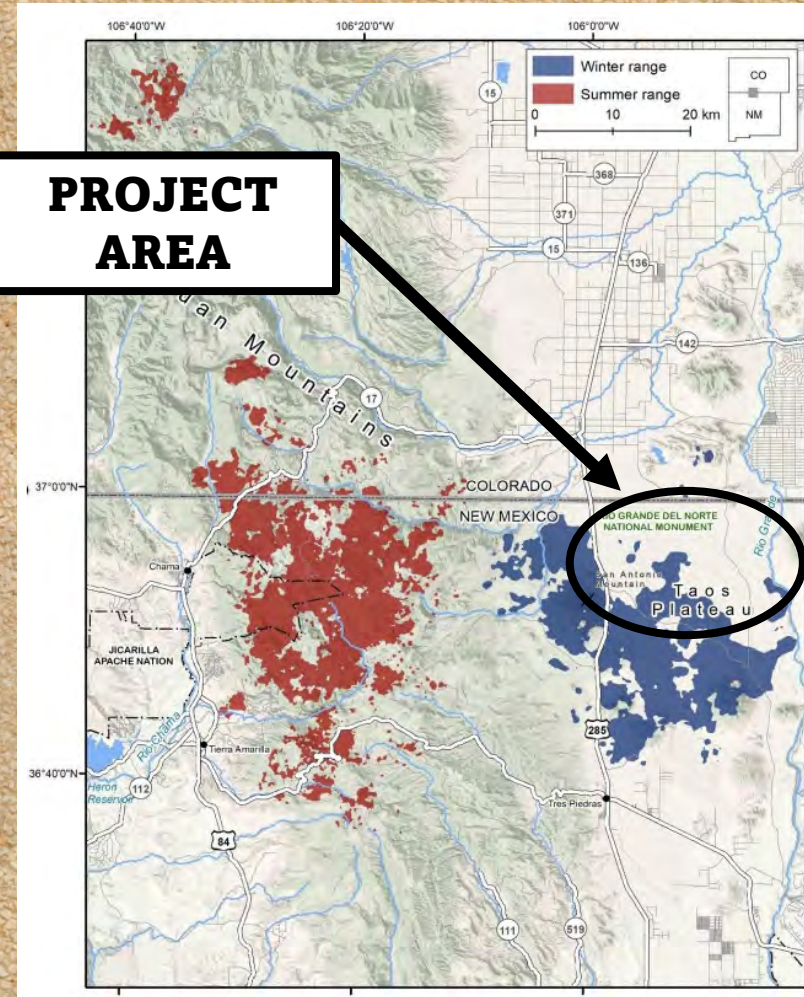 106°40'0"W
106°20'0"W
106°0'0"W
Winter range
Summer range
0 10 20 km
CO
NM
15
368
371
15
136
PROJECT
AREA
142
uan Mountains
17
37°0'0"N
COLORADO
NEW MEXICO
O GRANDE DEL NORTE
NATIONAL MONUMENT
Rio Grande
Chama
an Antonio
Mountain
Taos
Plateau
JICARILLA
APACHE NATION
285
Rio Chama
Tierra Amarilla
36°40'0"N
Heron
Reservoir
112
Tres Piedras
84
111
519